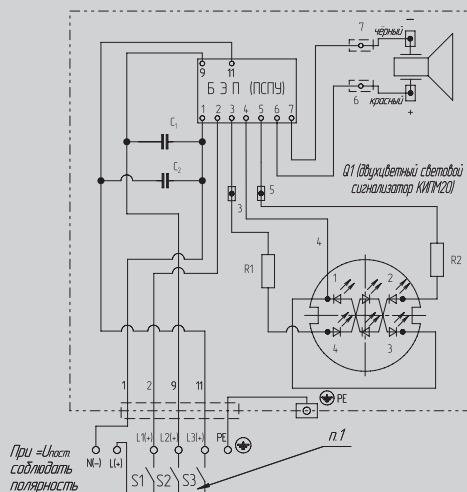 7
−
чёрный
9 11
Б Э П (ПСПУ)
1 2 3 4 5 6 7
6
красный
+
C1
C2
Q1 (двухцветный световой
сигнализатор КИПМ20)
3
5
4
R1
R2
1 2
4 3
1 2 9 11
PE
N(−) L(+) L1(+) L2(+) L3(+) PE
S1 S2 S3
п.1
При =Uпост.
соблюдать
полярность